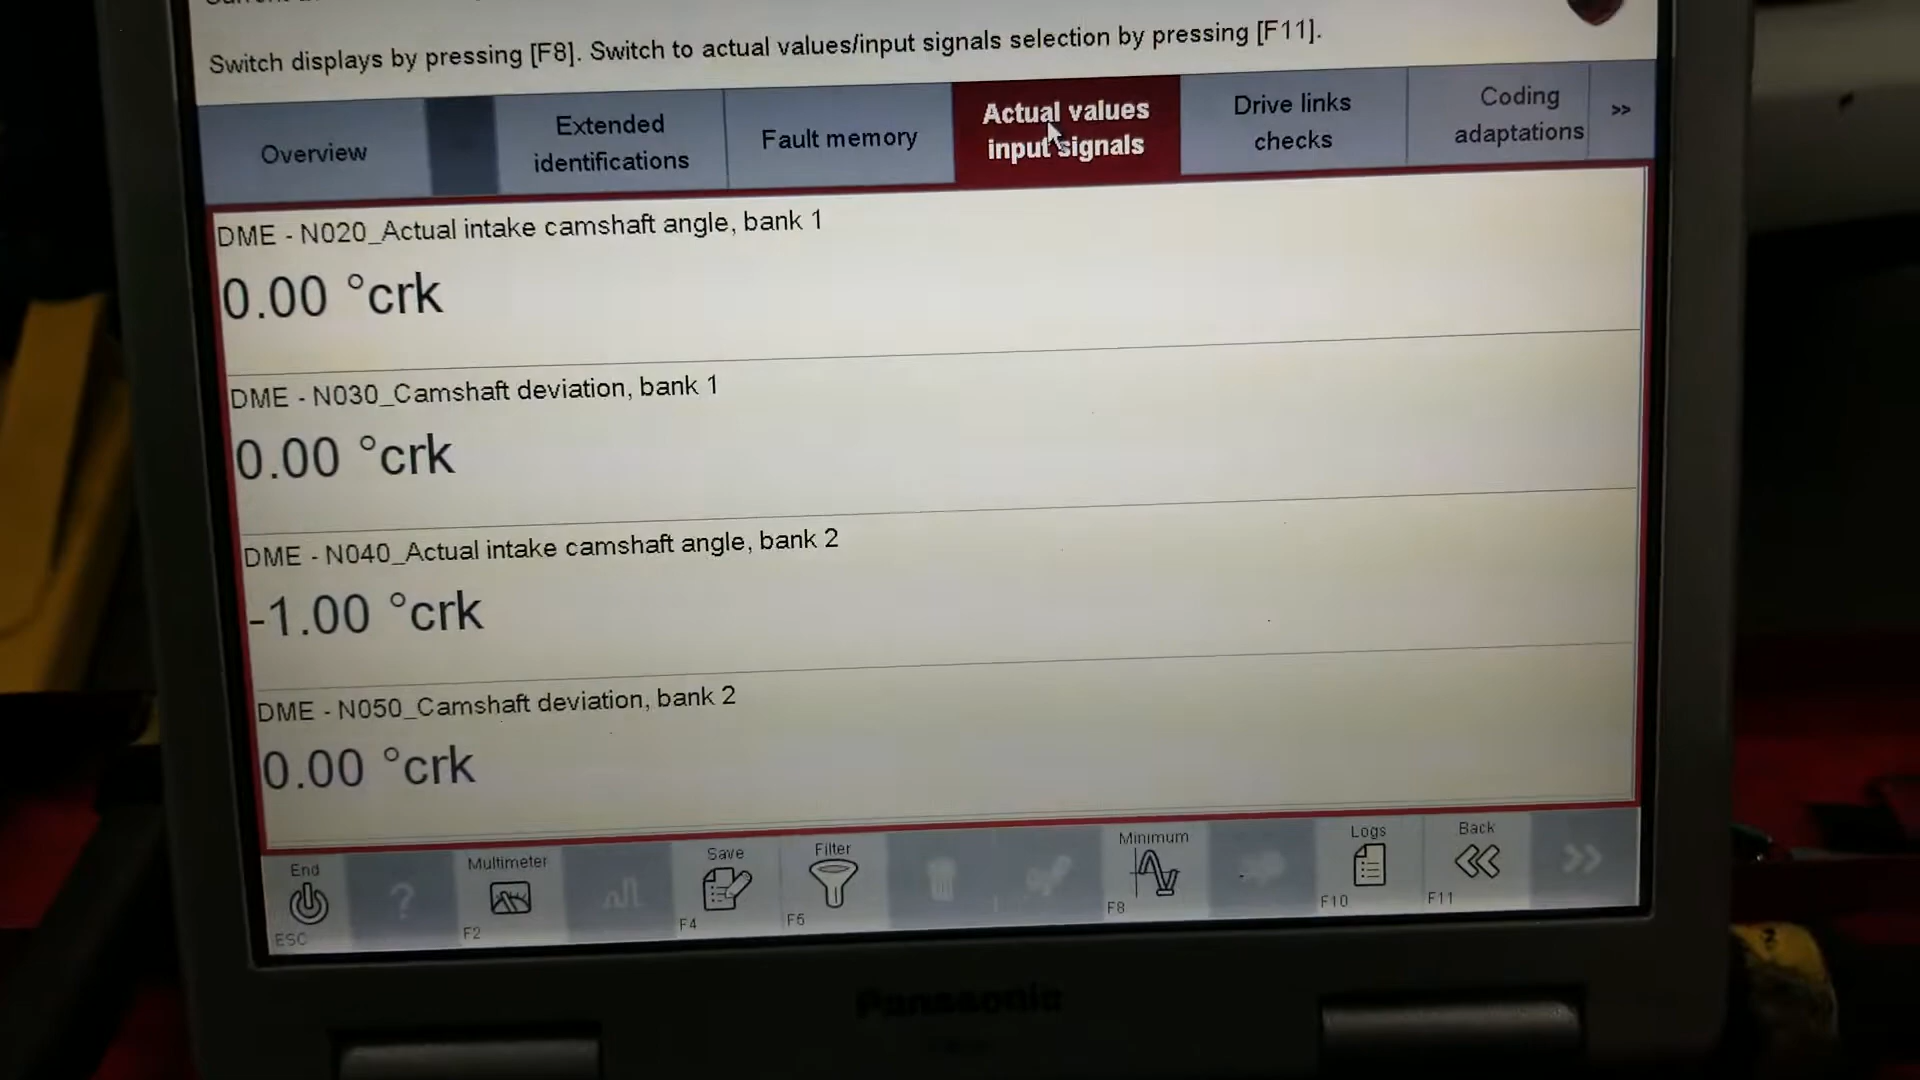 Switch displays by pressing [F8]. Switch to actual values/input signals selection by pressing [F11].
Overview
Extended
identifications
Fault memory
Actual values
input signals
Drive links
checks
Coding
adaptations
>>
DME - N020_Actual intake camshaft angle, bank 1
0.00 °crk
DME - N030_Camshaft deviation, bank 1
0.00 °crk
DME - N040_Actual intake camshaft angle, bank 2
-1.00 °crk
DME - N050_Camshaft deviation, bank 2
0.00 °crk
End
ESC
?
Multimeter
F2
Save
F4
Filter
F6
Minimum
F8
Logs
F10
Back
F11
Panasonic